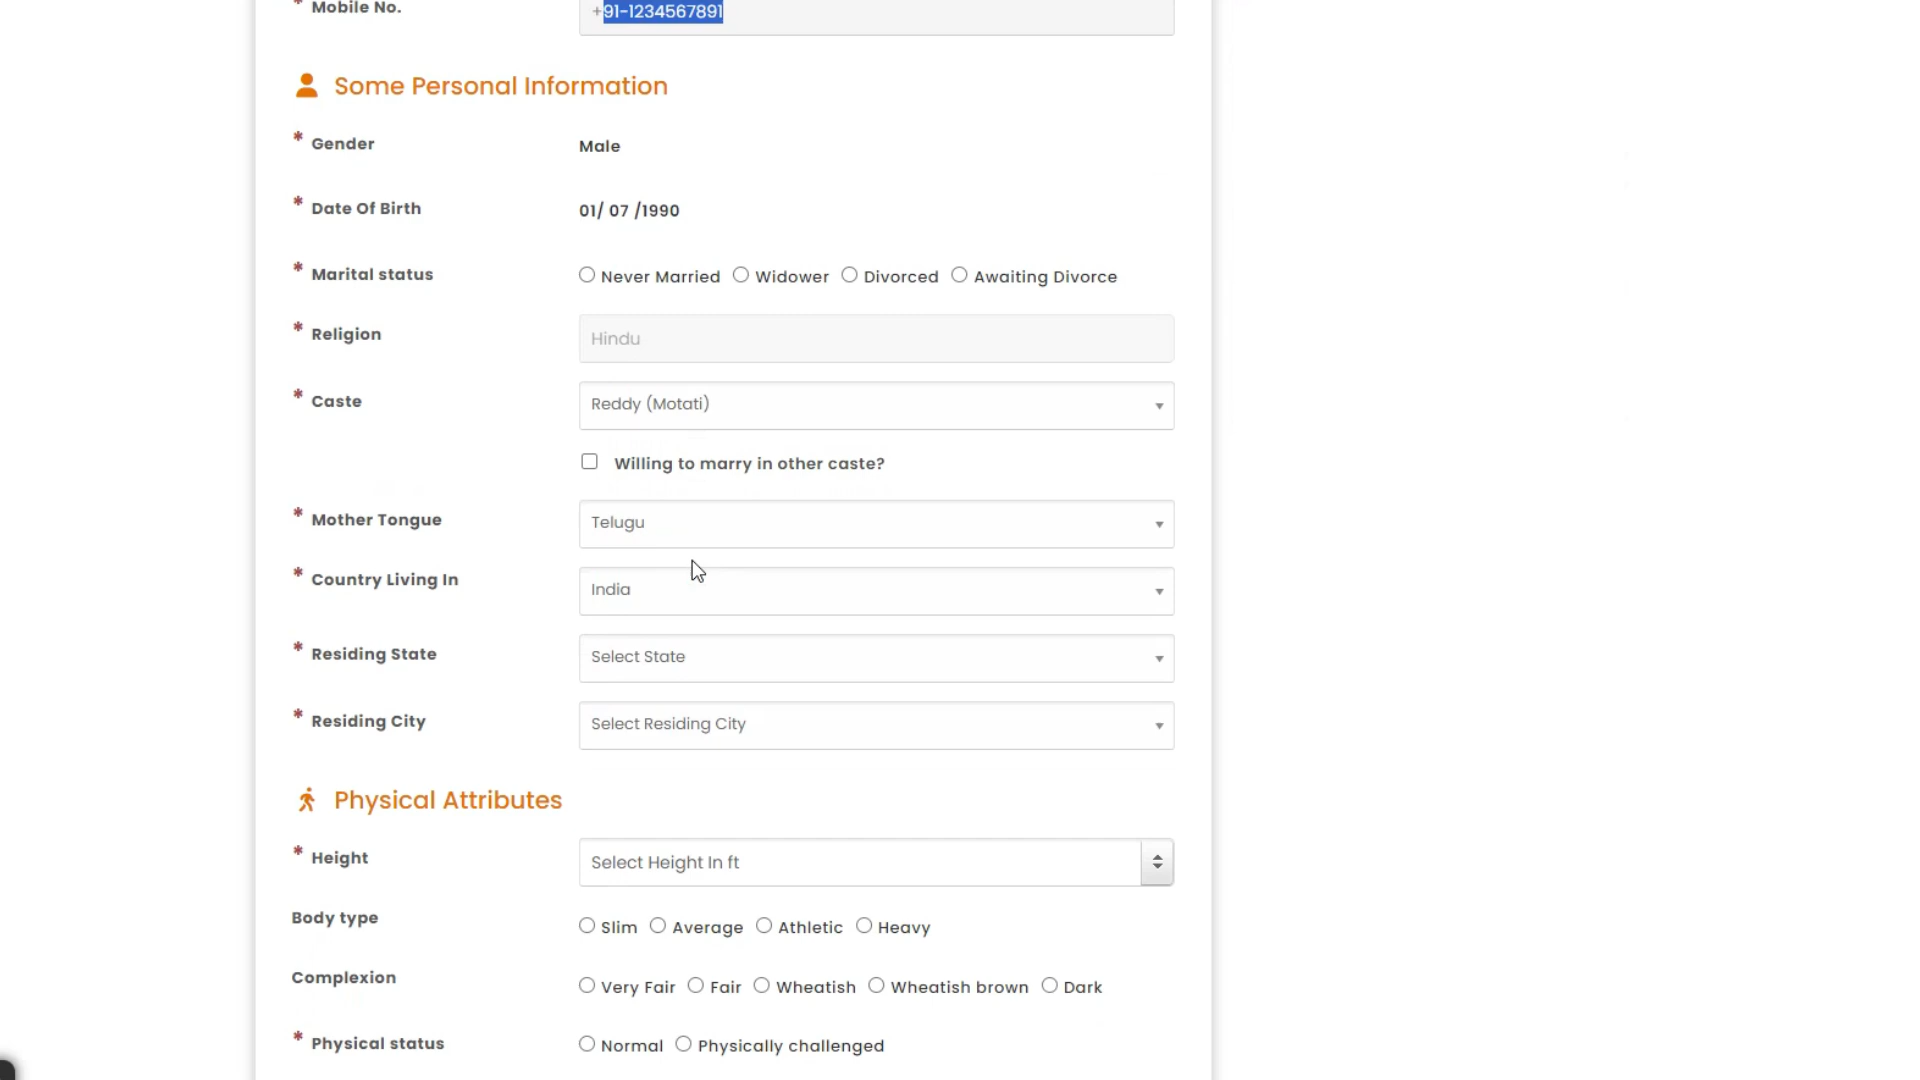 * Mobile No. +91-1234567891
Some Personal Information
* Gender Male
* Date Of Birth 01/ 07 /1990
* Marital status Never Married Widower Divorced Awaiting Divorce
* Religion Hindu
* Caste Reddy (Motati)
Willing to marry in other caste?
* Mother Tongue Telugu
* Country Living In India
* Residing State Select State
* Residing City Select Residing City
Physical Attributes
* Height Select Height In ft
Body type Slim Average Athletic Heavy
Complexion Very Fair Fair Wheatish Wheatish brown Dark
* Physical status Normal Physically challenged